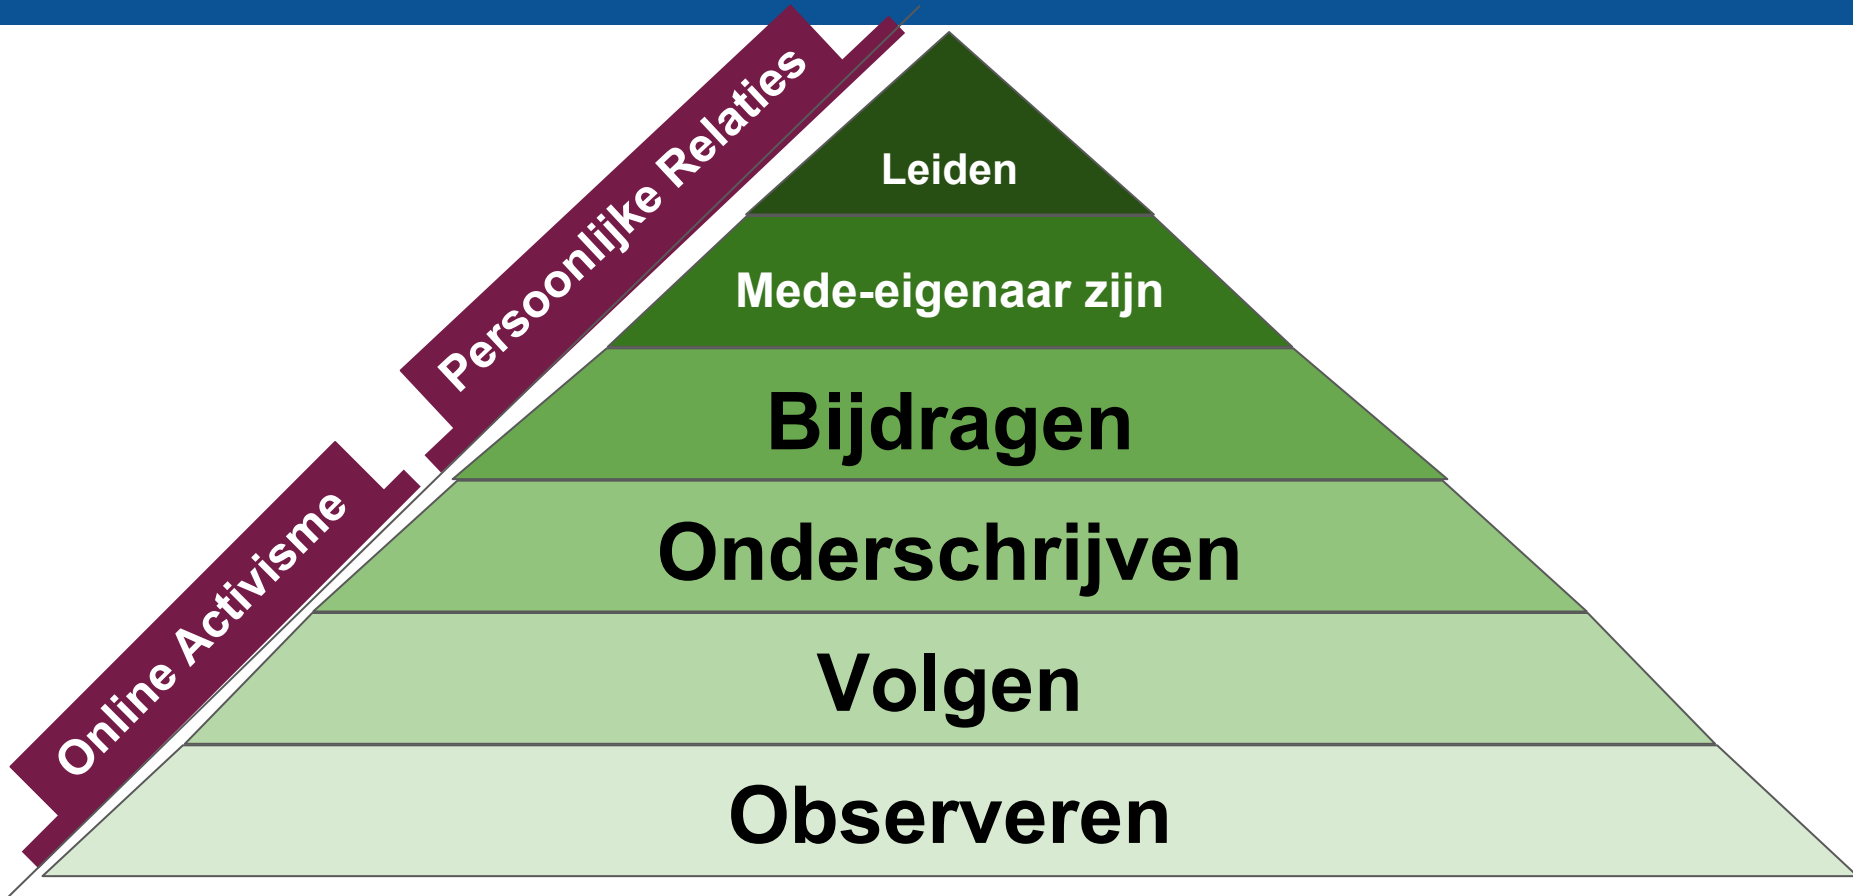 Persoonlijke Relaties
Online Activisme
Leiden
Mede-eigenaar zijn
Bijdragen
Onderschrijven
Volgen
Observeren